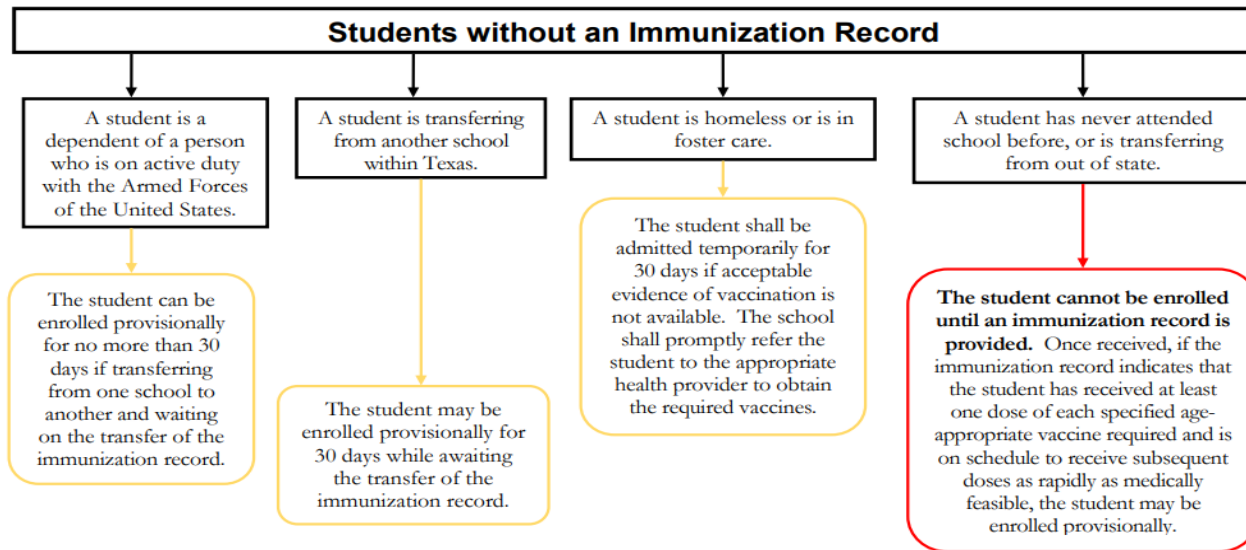 Students without an Immunization Record
A student is a
dependent of a person
who is on active duty
with the Armed Forces
of the United States.
The student can be
enrolled provisionally
for no more than 30
days if transferring
from one school to
another and waiting
on the transfer of the
immunization record.
A student is transferring
from another school
within Texas.
The student may be
enrolled provisionally for
30 days while awaiting
the transfer of the
immunization record.
A student is homeless or is in
foster care.
The student shall be
admitted temporarily for
30 days if acceptable
evidence of vaccination is
not available.  The school
shall promptly refer the
student to the appropriate
health provider to obtain
the required vaccines.
A student has never attended
school before, or is transferring
from out of state.
The student cannot be enrolled
until an immunization record is
provided.  Once received, if the
immunization record indicates that
the student has received at least
one dose of each specified age-
appropriate vaccine required and is
on schedule to receive subsequent
doses as rapidly as medically
feasible, the student may be
enrolled provisionally.